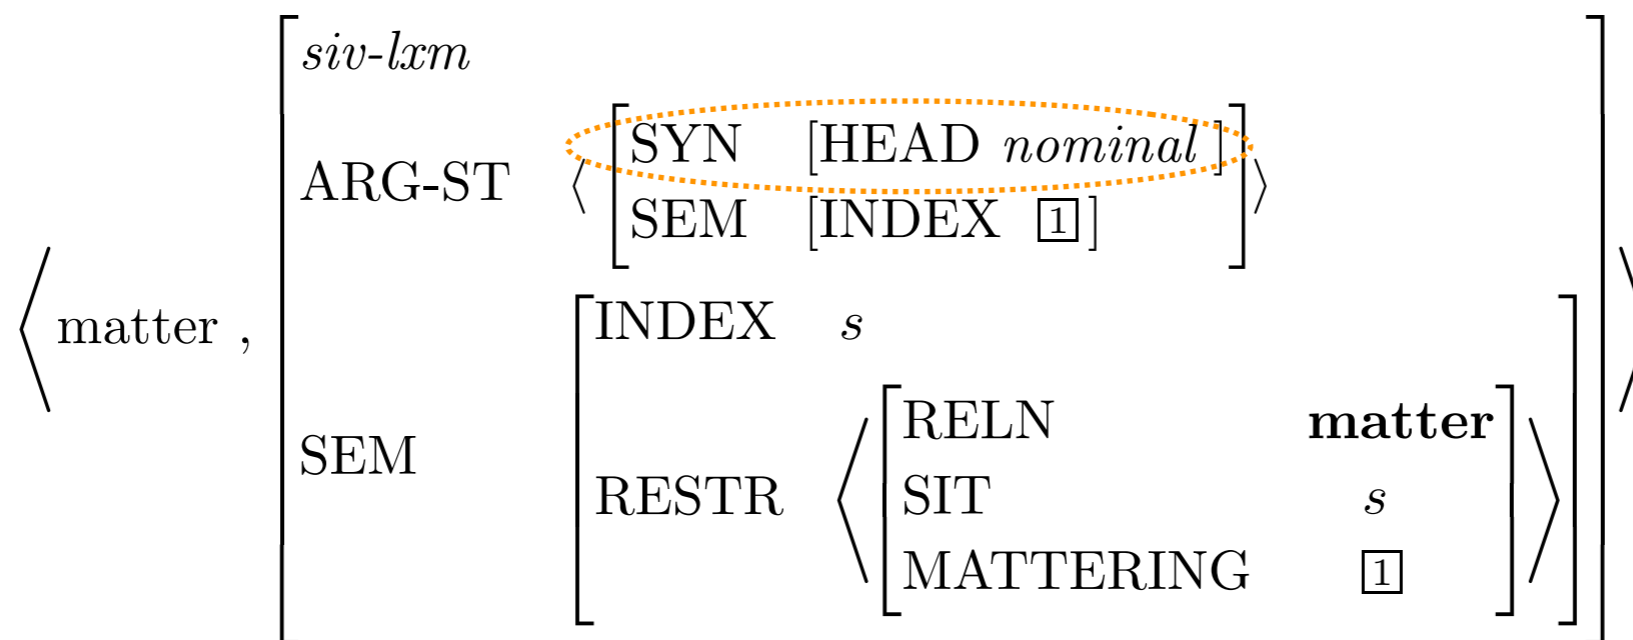 siv-lxm
SYN [HEAD nominal ]
ARG-ST ⟨ ⟩
SEM [INDEX 1 ]
INDEX s
⟨ matter ,
RELN matter
SEM
RESTR ⟨ SIT s ⟩
MATTERING 1